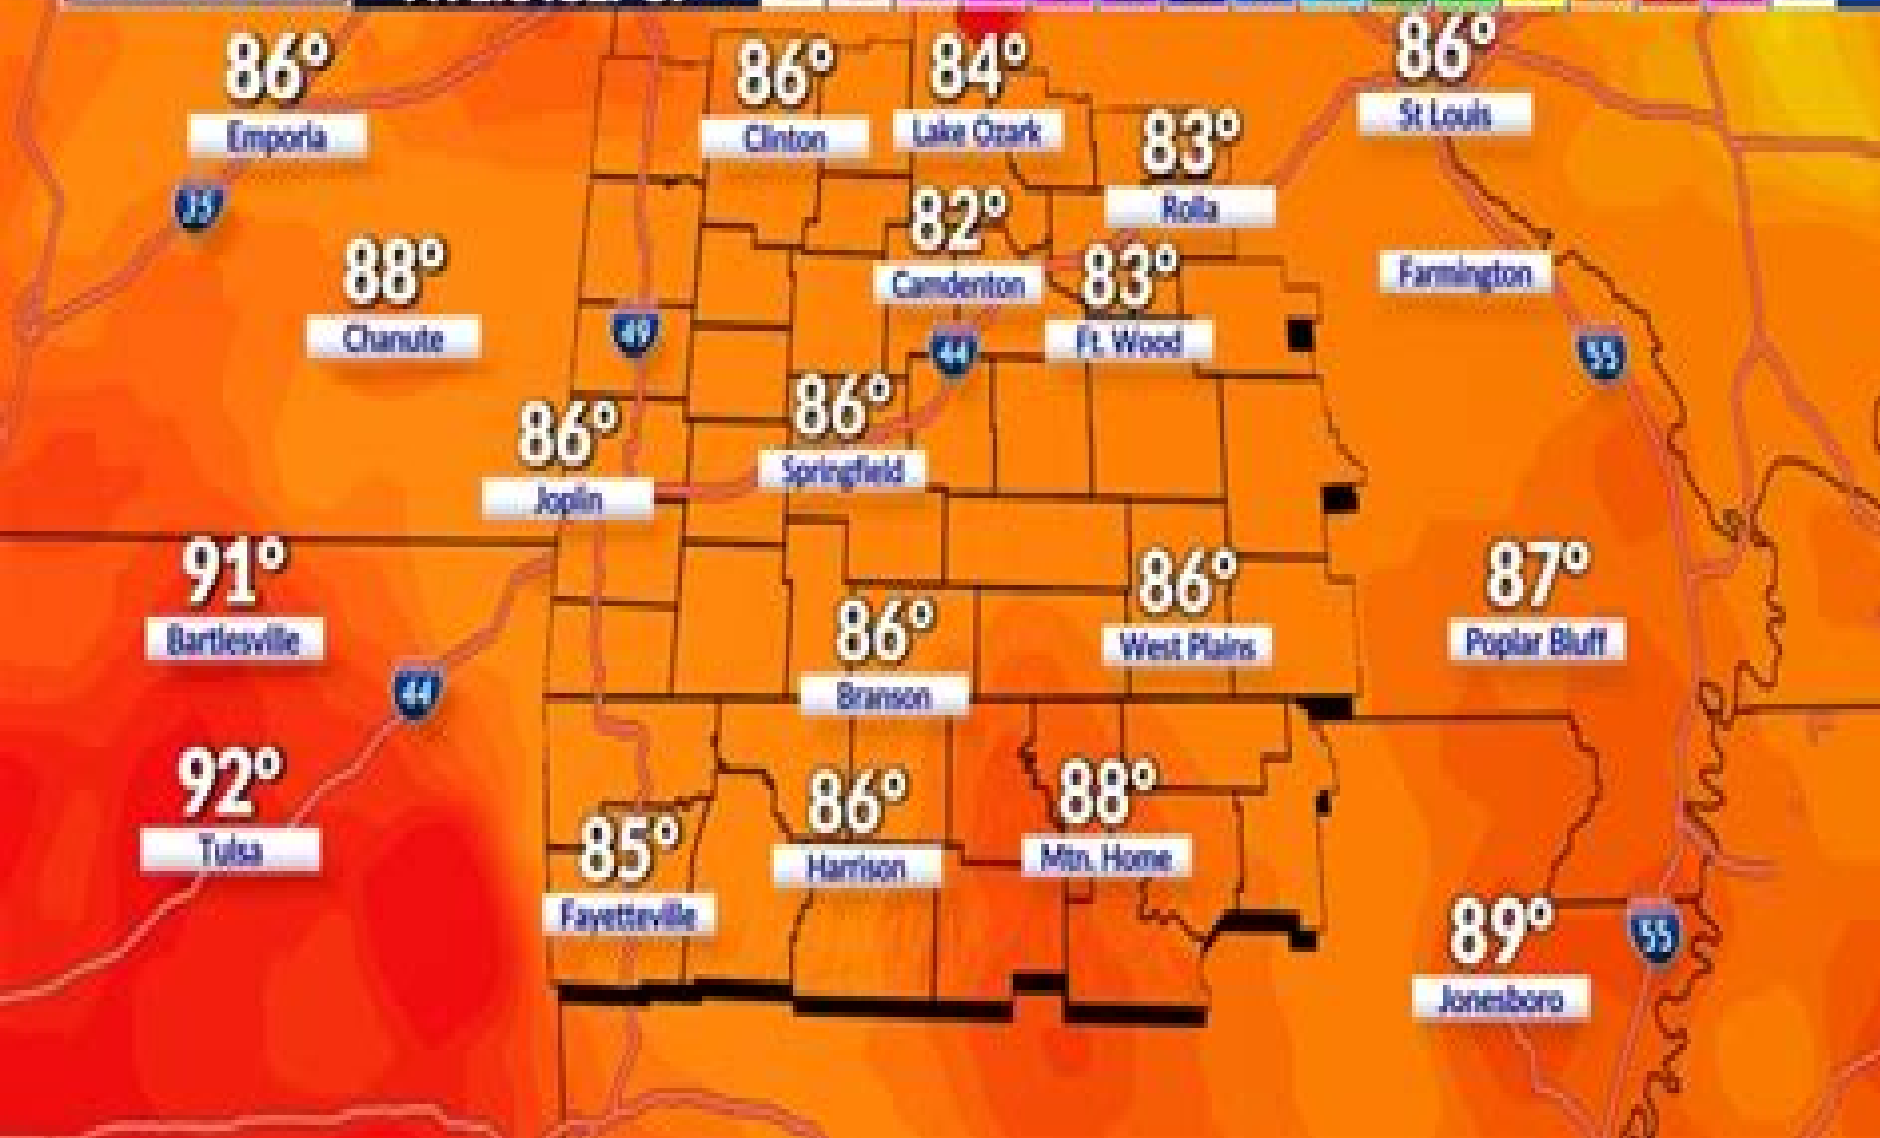 86°
Emporia
86°
Clinton
84°
Lake Ozark
86°
St Louis
83°
Rolla
35
88°
Chanute
82°
Camdenton
83°
Ft. Wood
Farmington
49
44
55
86°
Joplin
86°
Springfield
91°
Bartlesville
86°
Branson
86°
West Plains
87°
Poplar Bluff
44
92°
Tulsa
85°
Fayetteville
86°
Harrison
88°
Mtn. Home
89°
Jonesboro
55